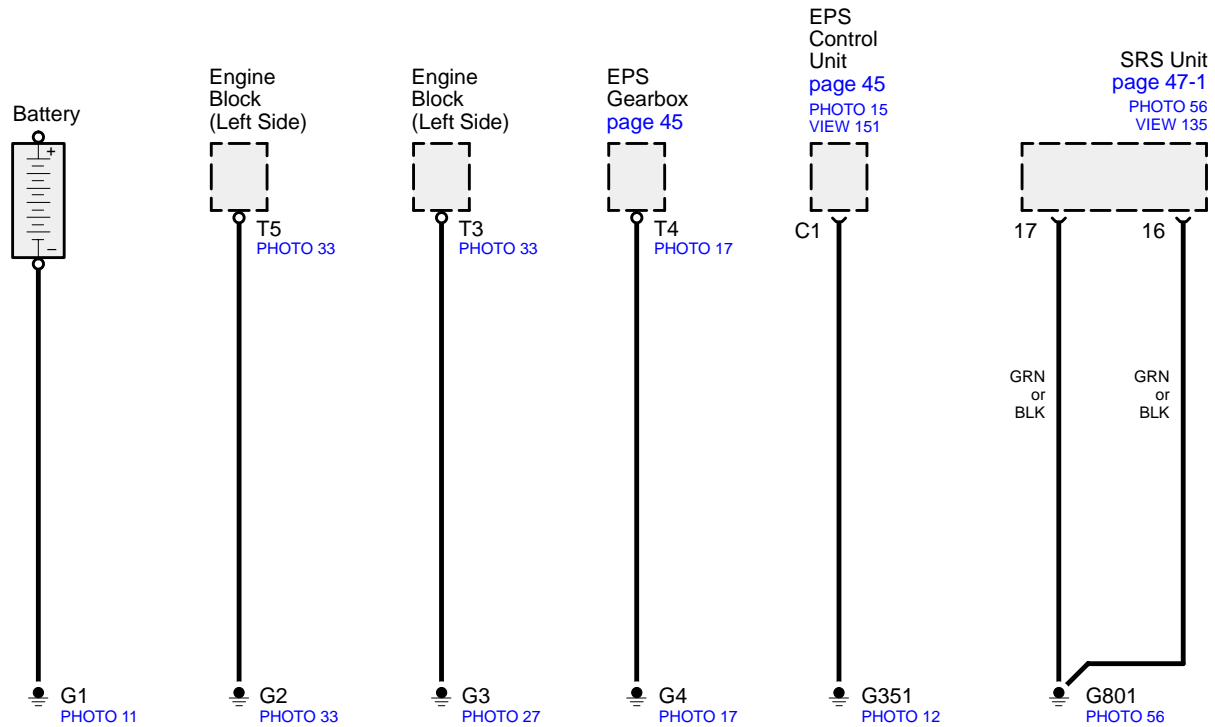 Battery
+
–
G1
PHOTO 11
Engine
Block
(Left Side)
T5
PHOTO 33
G2
PHOTO 33
Engine
Block
(Left Side)
T3
PHOTO 33
G3
PHOTO 27
EPS
Gearbox
page 45
T4
PHOTO 17
G4
PHOTO 17
EPS
Control
Unit
page 45
PHOTO 15
VIEW 151
C1
G351
PHOTO 12
SRS Unit
page 47-1
PHOTO 56
VIEW 135
17
16
GRN
or
BLK
GRN
or
BLK
G801
PHOTO 56